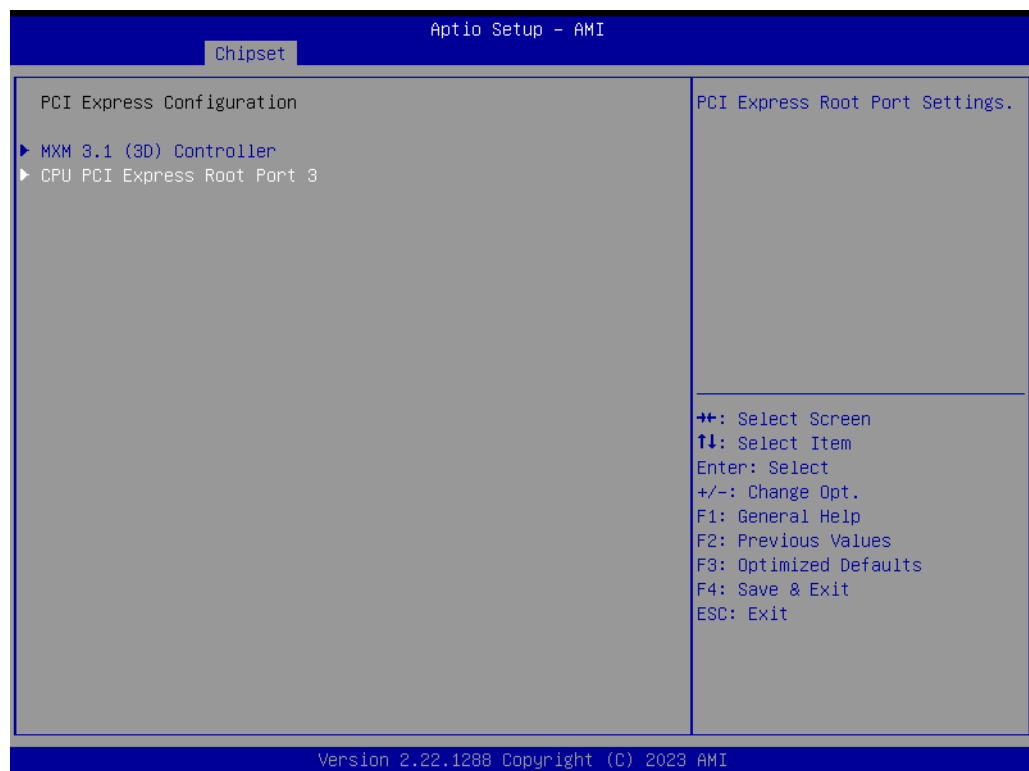 Aptio Setup – AMI
Chipset
PCI Express Configuration
MXM 3.1 (3D) Controller
CPU PCI Express Root Port 3
PCI Express Root Port Settings.
→←: Select Screen
↑↓: Select Item
Enter: Select
+/-: Change Opt.
F1: General Help
F2: Previous Values
F3: Optimized Defaults
F4: Save & Exit
ESC: Exit
Version 2.22.1288 Copyright (C) 2023 AMI